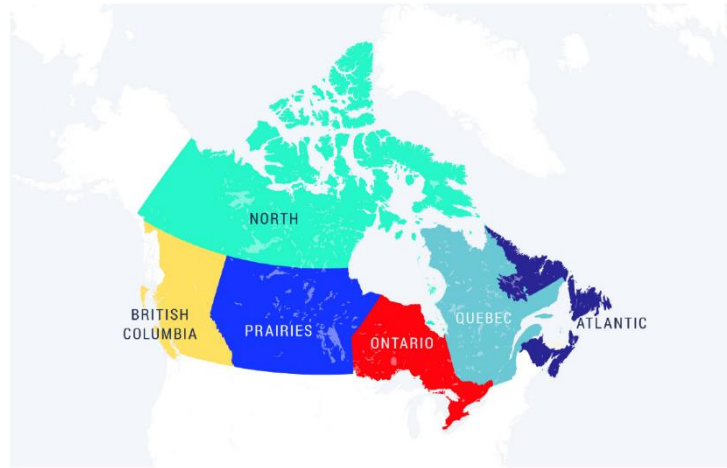 NORTH
BRITISH
COLUMBIA
PRAIRIES
ONTARIO
QUEBEC
ATLANTIC